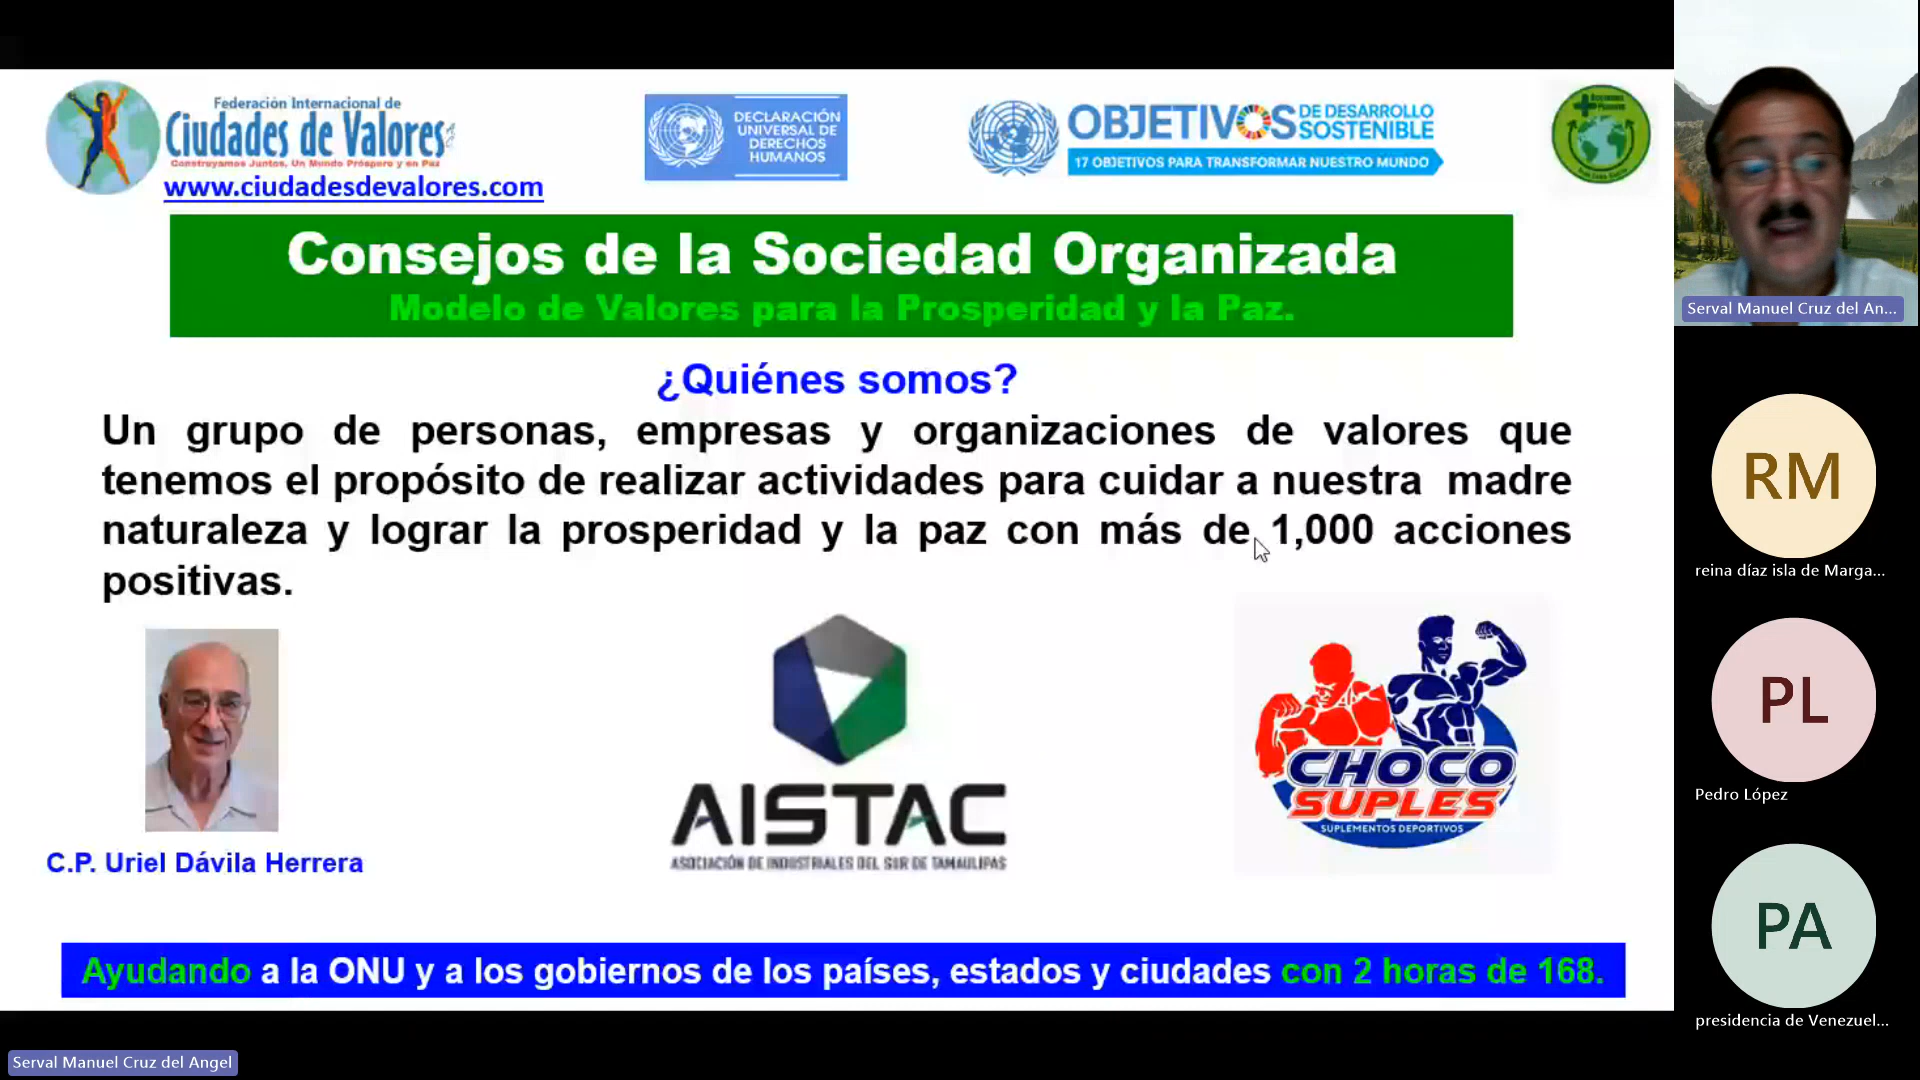 Federación Internacional de
Ciudades de Valores
Construyamos Juntos, Un Mundo Próspero y en Paz
www.ciudadesdevalores.com
DECLARACIÓN
UNIVERSAL DE
DERECHOS
HUMANOS
OBJETIVOS DE DESARROLLO
SOSTENIBLE
17 OBJETIVOS PARA TRANSFORMAR NUESTRO MUNDO
Consejos de la Sociedad Organizada
Modelo de Valores para la Prosperidad y la Paz.
¿Quiénes somos?
Un grupo de personas, empresas y organizaciones de valores que
tenemos el propósito de realizar actividades para cuidar a nuestra madre
naturaleza y lograr la prosperidad y la paz con más de 1,000 acciones
positivas.
C.P. Uriel Dávila Herrera
AISTAC
ASOCIACIÓN DE INDUSTRIALES DEL SUR DE TAMAULIPAS
CHOCO
SUPLES
SUPLEMENTOS DEPORTIVOS
Ayudando a la ONU y a los gobiernos de los países, estados y ciudades con 2 horas de 168.
Serval Manuel Cruz del Angel
Serval Manuel Cruz del An...
RM
reina díaz isla de Marga...
PL
Pedro López
PA
presidencia de Venezuel...